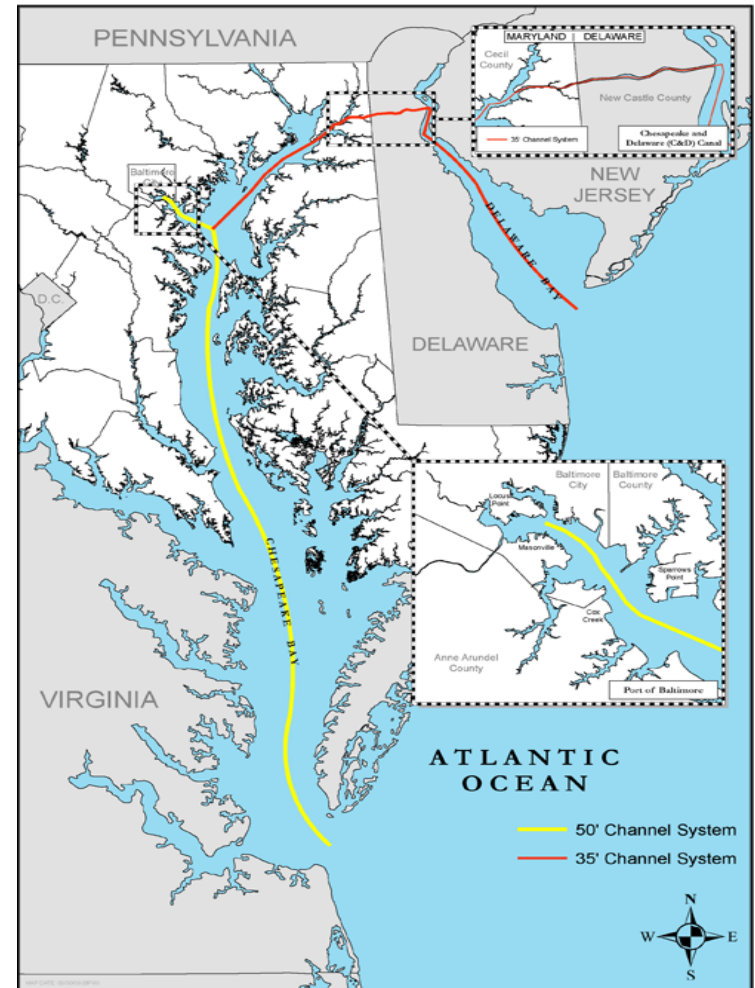 PENNSYLVANIA
MARYLAND | DELAWARE
Cecil
County
New Castle County
35' Channel System
Chesapeake and
Delaware (C&D) Canal
Baltimore
City
NEW
JERSEY
DELAWARE BAY
D.C.
DELAWARE
Baltimore
City
Baltimore
County
Locust
Point
Masonville
Sparrows
Point
Cox
Creek
Anne Arundel
County
Port of Baltimore
CHESAPEAKE BAY
VIRGINIA
ATLANTIC
OCEAN
50' Channel System
35' Channel System
N
W
E
S